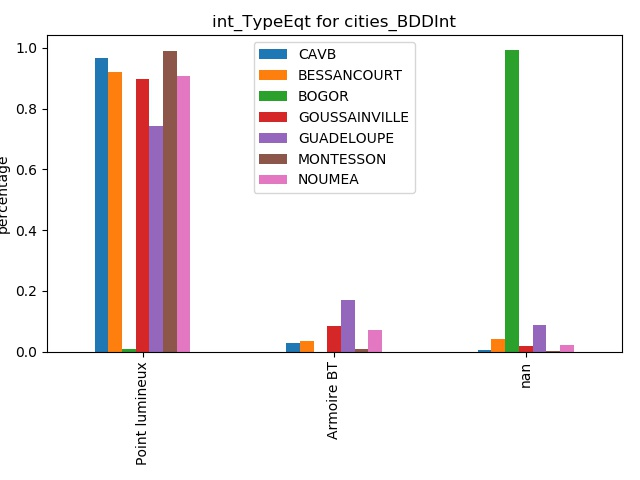 int_TypeEqt for cities_BDDInt
percentage
1.0
0.8
0.6
0.4
0.2
0.0
CAVB
BESSANCOURT
BOGOR
GOUSSAINVILLE
GUADELOUPE
MONTESSON
NOUMEA
Point lumineux
Armoire BT
nan